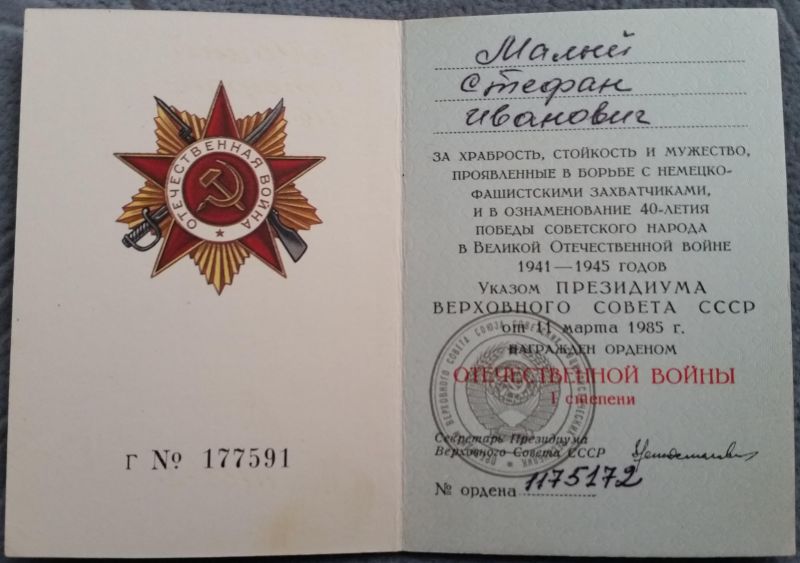 ОТЕЧЕСТВЕННАЯ ВОЙНА
г № 177591
Малый
Стефан
Иванович
ЗА ХРАБРОСТЬ, СТОЙКОСТЬ И МУЖЕСТВО,
ПРОЯВЛЕННЫЕ В БОРЬБЕ С НЕМЕЦКО-
ФАШИСТСКИМИ ЗАХВАТЧИКАМИ,
И В ОЗНАМЕНОВАНИЕ 40-ЛЕТИЯ
ПОБЕДЫ СОВЕТСКОГО НАРОДА
В ВЕЛИКОЙ ОТЕЧЕСТВЕННОЙ ВОЙНЕ
1941—1945 ГОДОВ
УКАЗОМ ПРЕЗИДИУМА
ВЕРХОВНОГО СОВЕТА СССР
от 11 марта 1985 г.
НАГРАЖДЕН ОРДЕНОМ
ОТЕЧЕСТВЕННОЙ ВОЙНЫ
I степени
Секретарь Президиума
Верховного Совета СССР
№ ордена 1175172